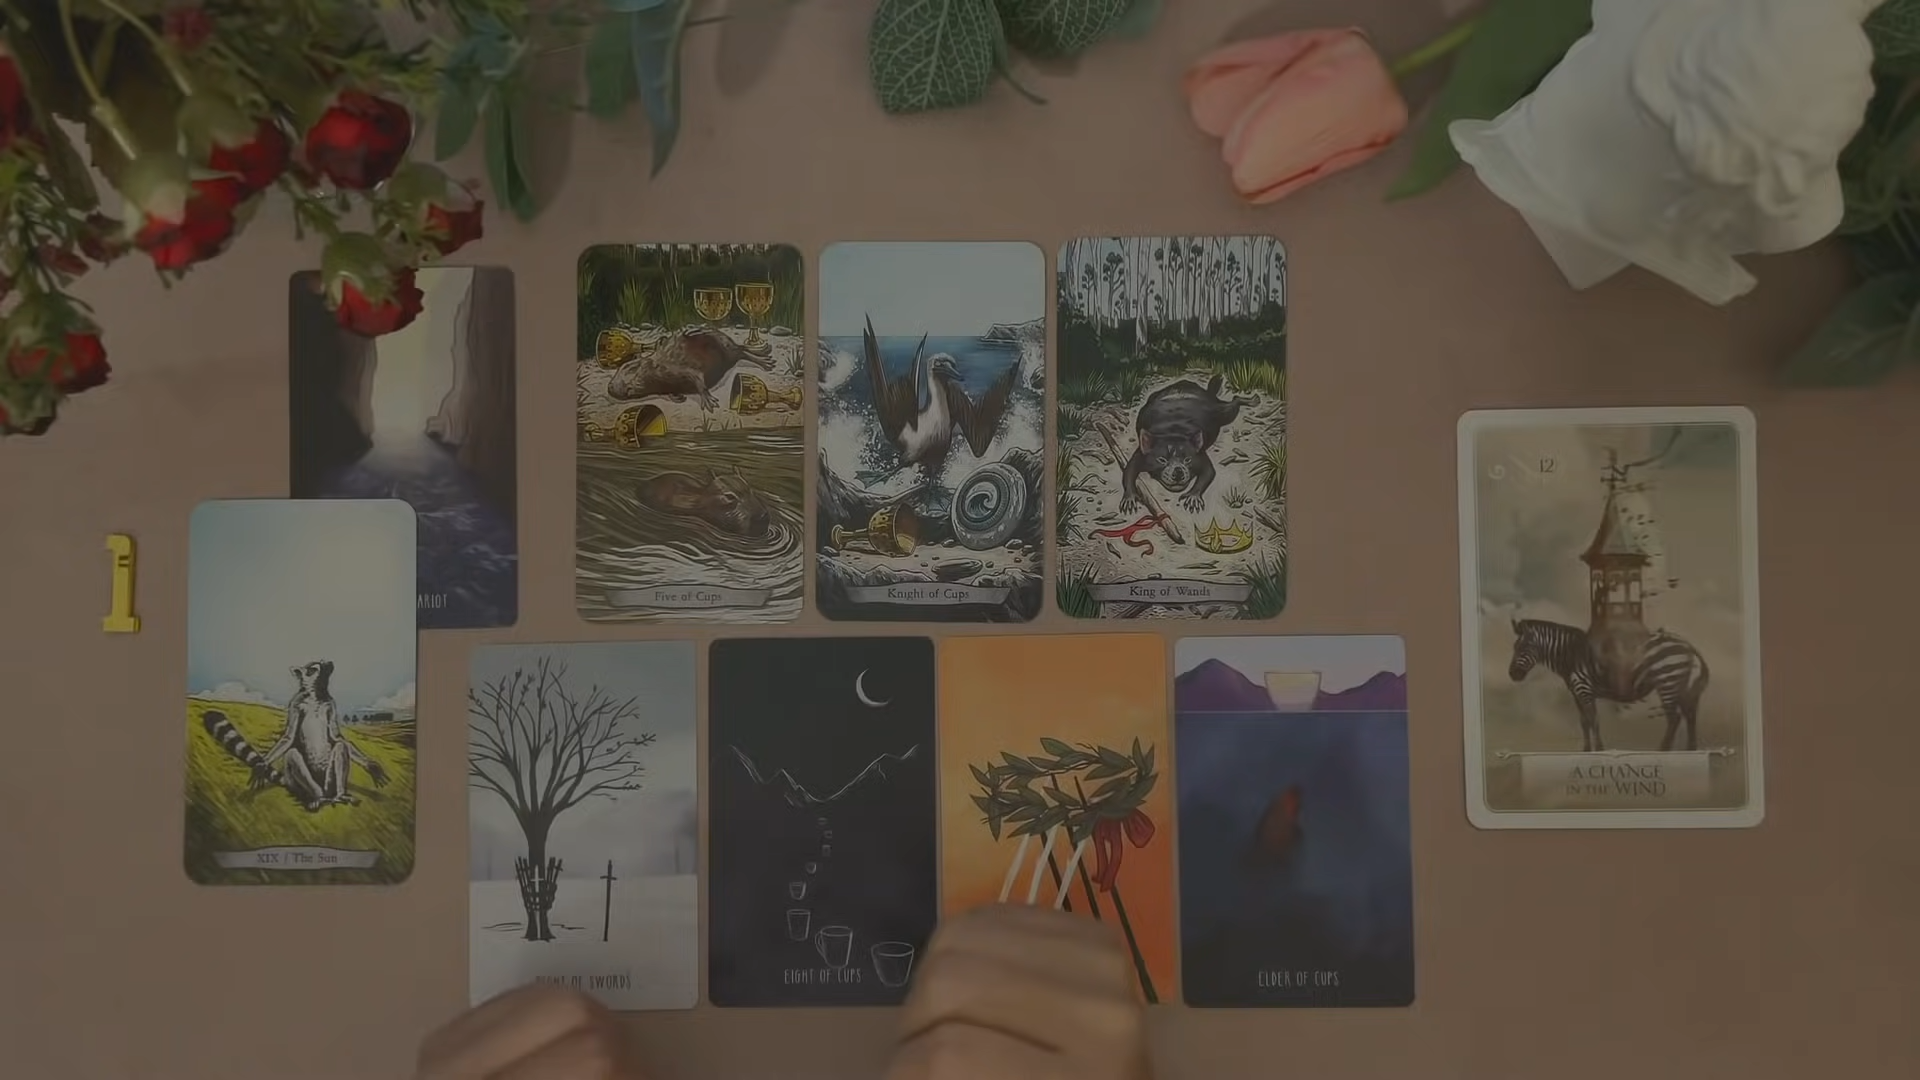 1
ARIOT
Five of Cups
Knight of Cups
King of Wands
12
A CHANGE
IN THE WIND
XIX | The Sun
OF SWORDS
EIGHT OF CUPS
ELDER OF CUPS